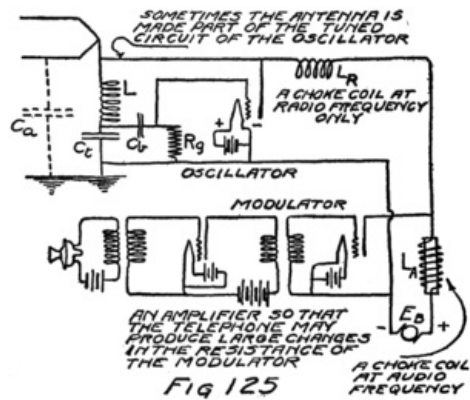 SOMETIMES THE ANTENNA IS
MADE PART OF THE TUNED
CIRCUIT OF THE OSCILLATOR
L
LR
A CHOKE COIL AT
RADIO FREQUENCY
ONLY
Ca
Ct
Cb
Rg
+
-
OSCILLATOR
MODULATOR
LA
EB
-
+
AN AMPLIFIER SO THAT
THE TELEPHONE MAY
PRODUCE LARGE CHANGES
IN THE RESISTANCE OF
THE MODULATOR
A CHOKE COIL
AT AUDIO
FREQUENCY
FIG 125